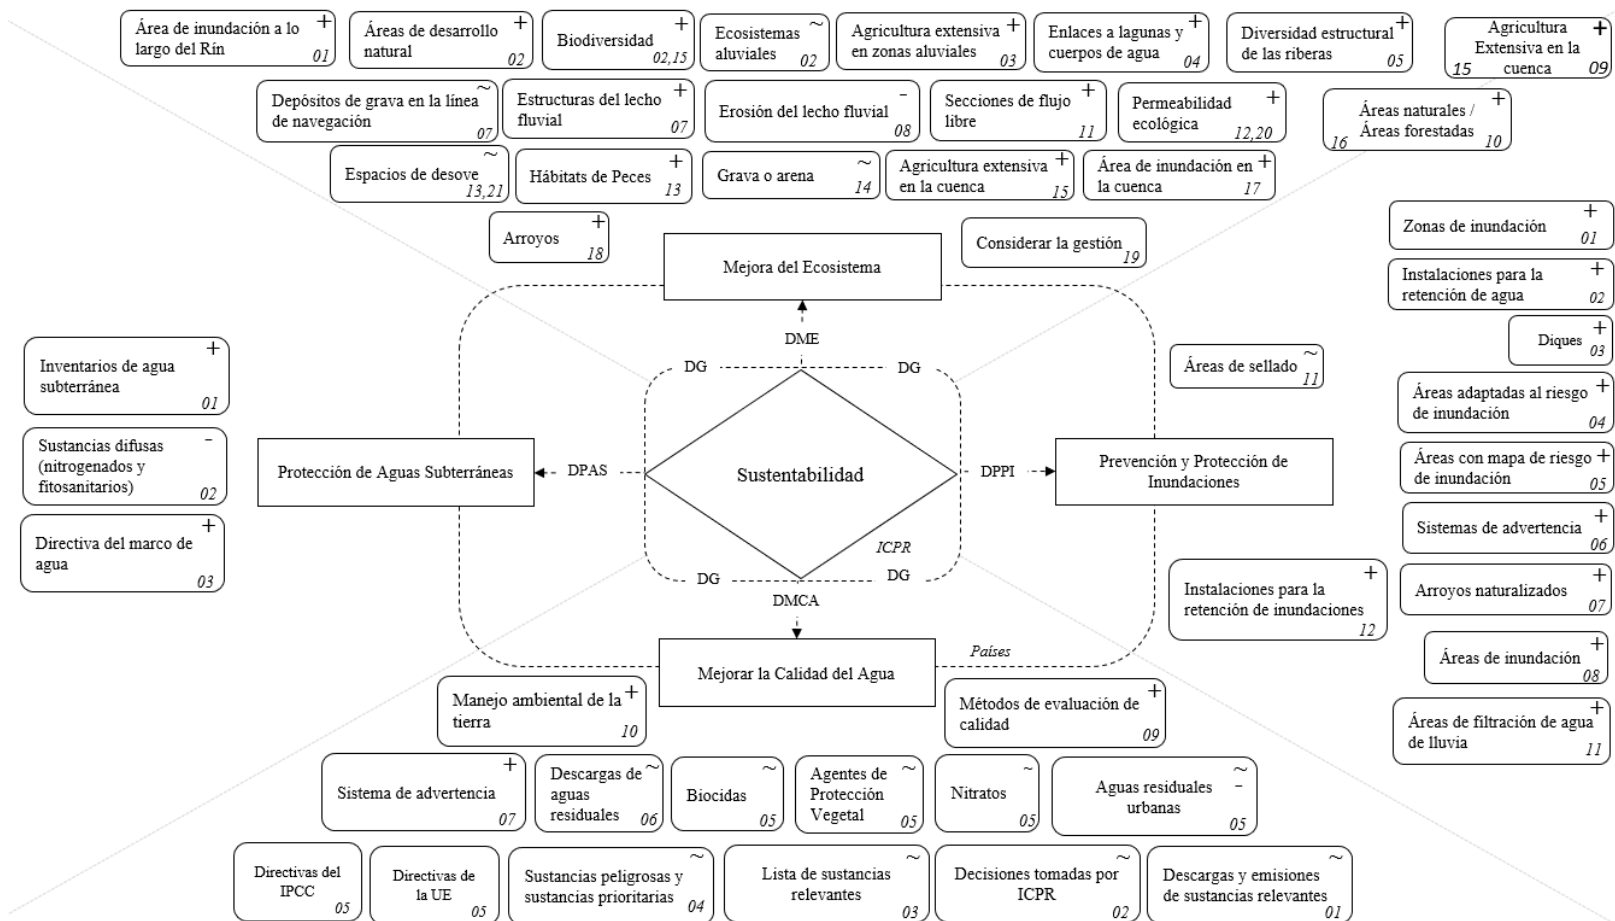 Área de inundación a lo
largo del Rín
+
01
Áreas de desarrollo
natural
+
02
Biodiversidad
+
02,15
Ecosistemas
aluviales
~
02
Agricultura extensiva
en zonas aluviales
+
03
Enlaces a lagunas y
cuerpos de agua
+
04
Diversidad estructural
de las riberas
+
05
Agricultura
Extensiva en la
cuenca
+
15
09
Depósitos de grava en la línea
de navegación
~
07
Estructuras del lecho
fluvial
+
07
Erosión del lecho fluvial
-
08
Secciones de flujo
libre
+
11
Permeabilidad
ecológica
+
12,20
Áreas naturales /
Áreas forestadas
+
16
10
Espacios de desove
~
13,21
Hábitats de Peces
+
13
Grava o arena
~
14
Agricultura extensiva
en la cuenca
+
15
Área de inundación en
la cuenca
+
17
Arroyos
+
18
Mejora del Ecosistema
Considerar la gestión
19
Zonas de inundación
+
01
Instalaciones para la
retención de agua
+
02
Diques
+
03
Áreas adaptadas al riesgo
de inundación
+
04
Áreas con mapa de riesgo
de inundación
+
05
Sistemas de advertencia
+
06
Arroyos naturalizados
+
07
Áreas de inundación
+
08
Áreas de filtración de agua
de lluvia
+
11
Áreas de sellado
~
11
Inventarios de agua
subterránea
+
01
Sustancias difusas
(nitrogenados y
fitosanitarios)
-
02
Directiva del marco de
agua
+
03
DME
DG
DG
Protección de Aguas Subterráneas
DPAS
Sustentabilidad
DPPI
Prevención y Protección de
Inundaciones
ICPR
DG
DG
DMCA
Instalaciones para la
retención de inundaciones
+
12
Países
Mejorar la Calidad del Agua
Manejo ambiental de la
tierra
+
10
Métodos de evaluación de
calidad
+
09
Sistema de advertencia
+
07
Descargas de
aguas
residuales
~
06
Biocidas
~
05
Agentes de
Protección
Vegetal
~
05
Nitratos
~
05
Aguas residuales
urbanas
~
-
05
Directivas del
IPCC
05
Directivas de
la UE
05
Sustancias peligrosas y
sustancias prioritarias
~
04
Lista de sustancias
relevantes
~
03
Decisiones tomadas por
ICPR
~
02
Descargas y emisiones
de sustancias relevantes
~
01